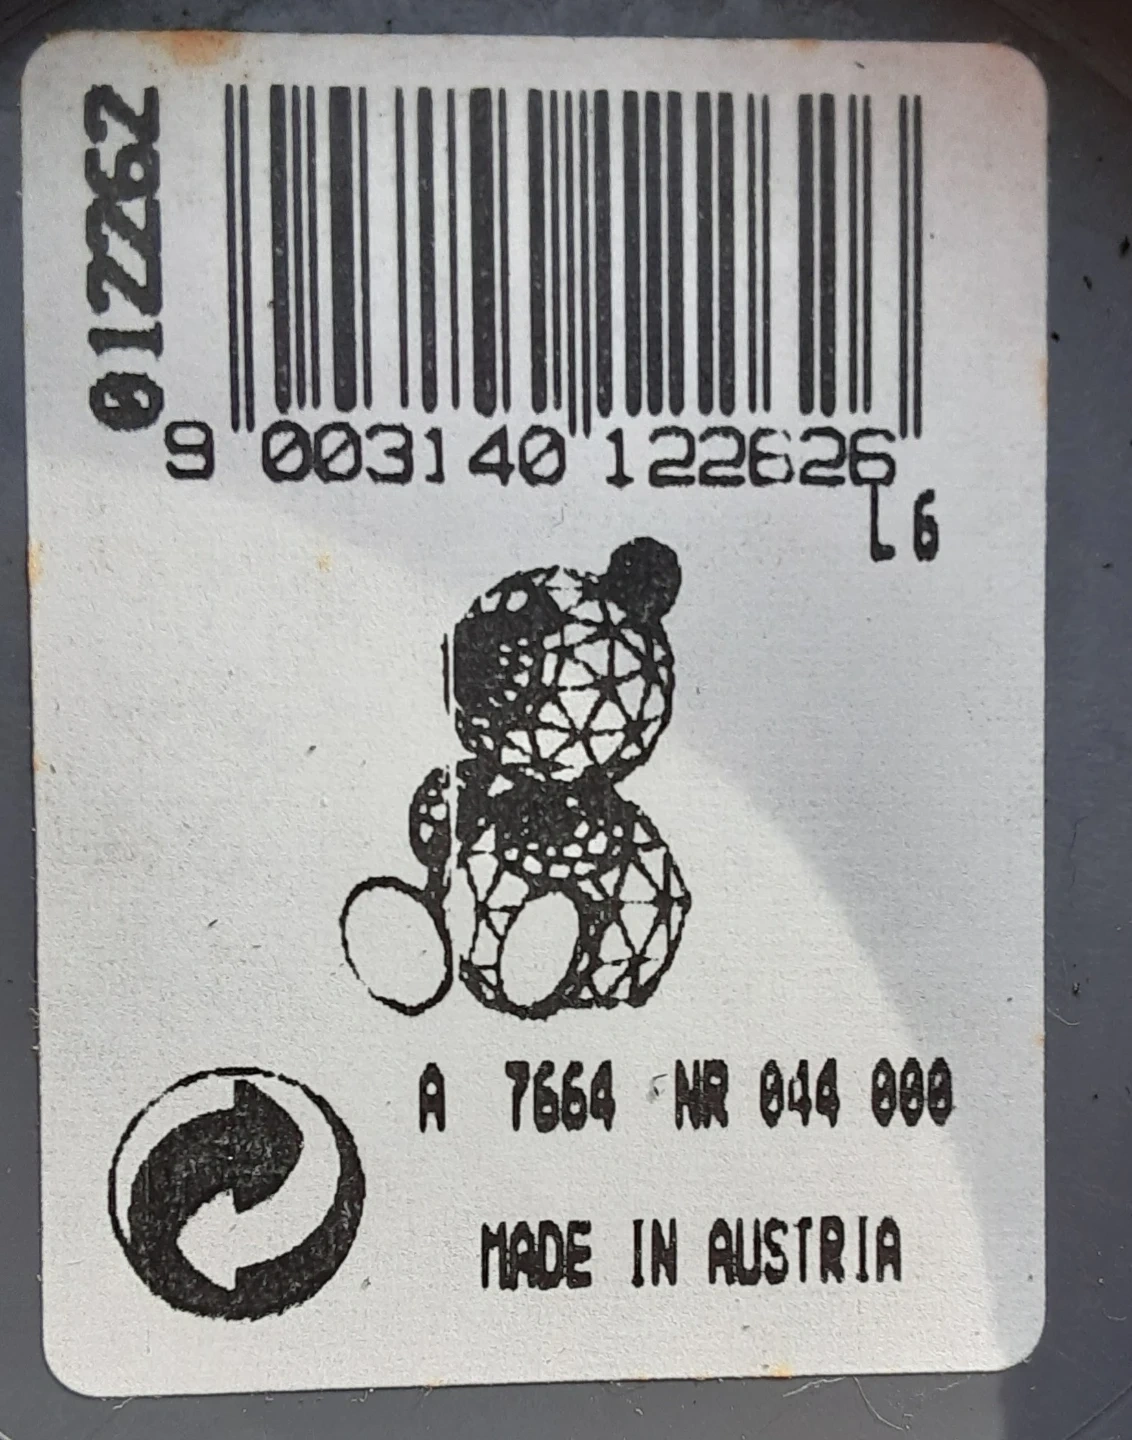 012262
9 003140 122626
L6
A 7664 NR 044 000
MADE IN AUSTRIA